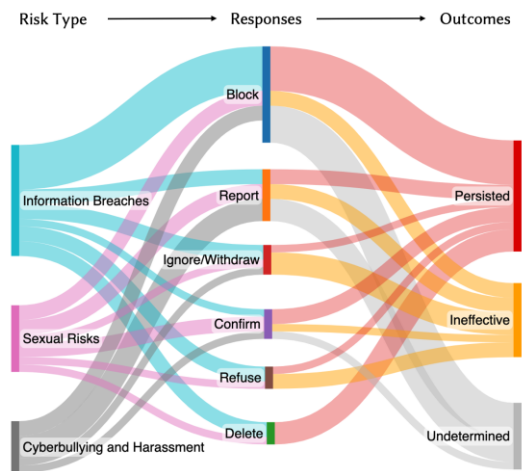 Risk Type
Responses
Outcomes
Block
Report
Information Breaches
Persisted
Ignore/Withdraw
Confirm
Ineffective
Sexual Risks
Refuse
Delete
Undetermined
Cyberbullying and Harassment